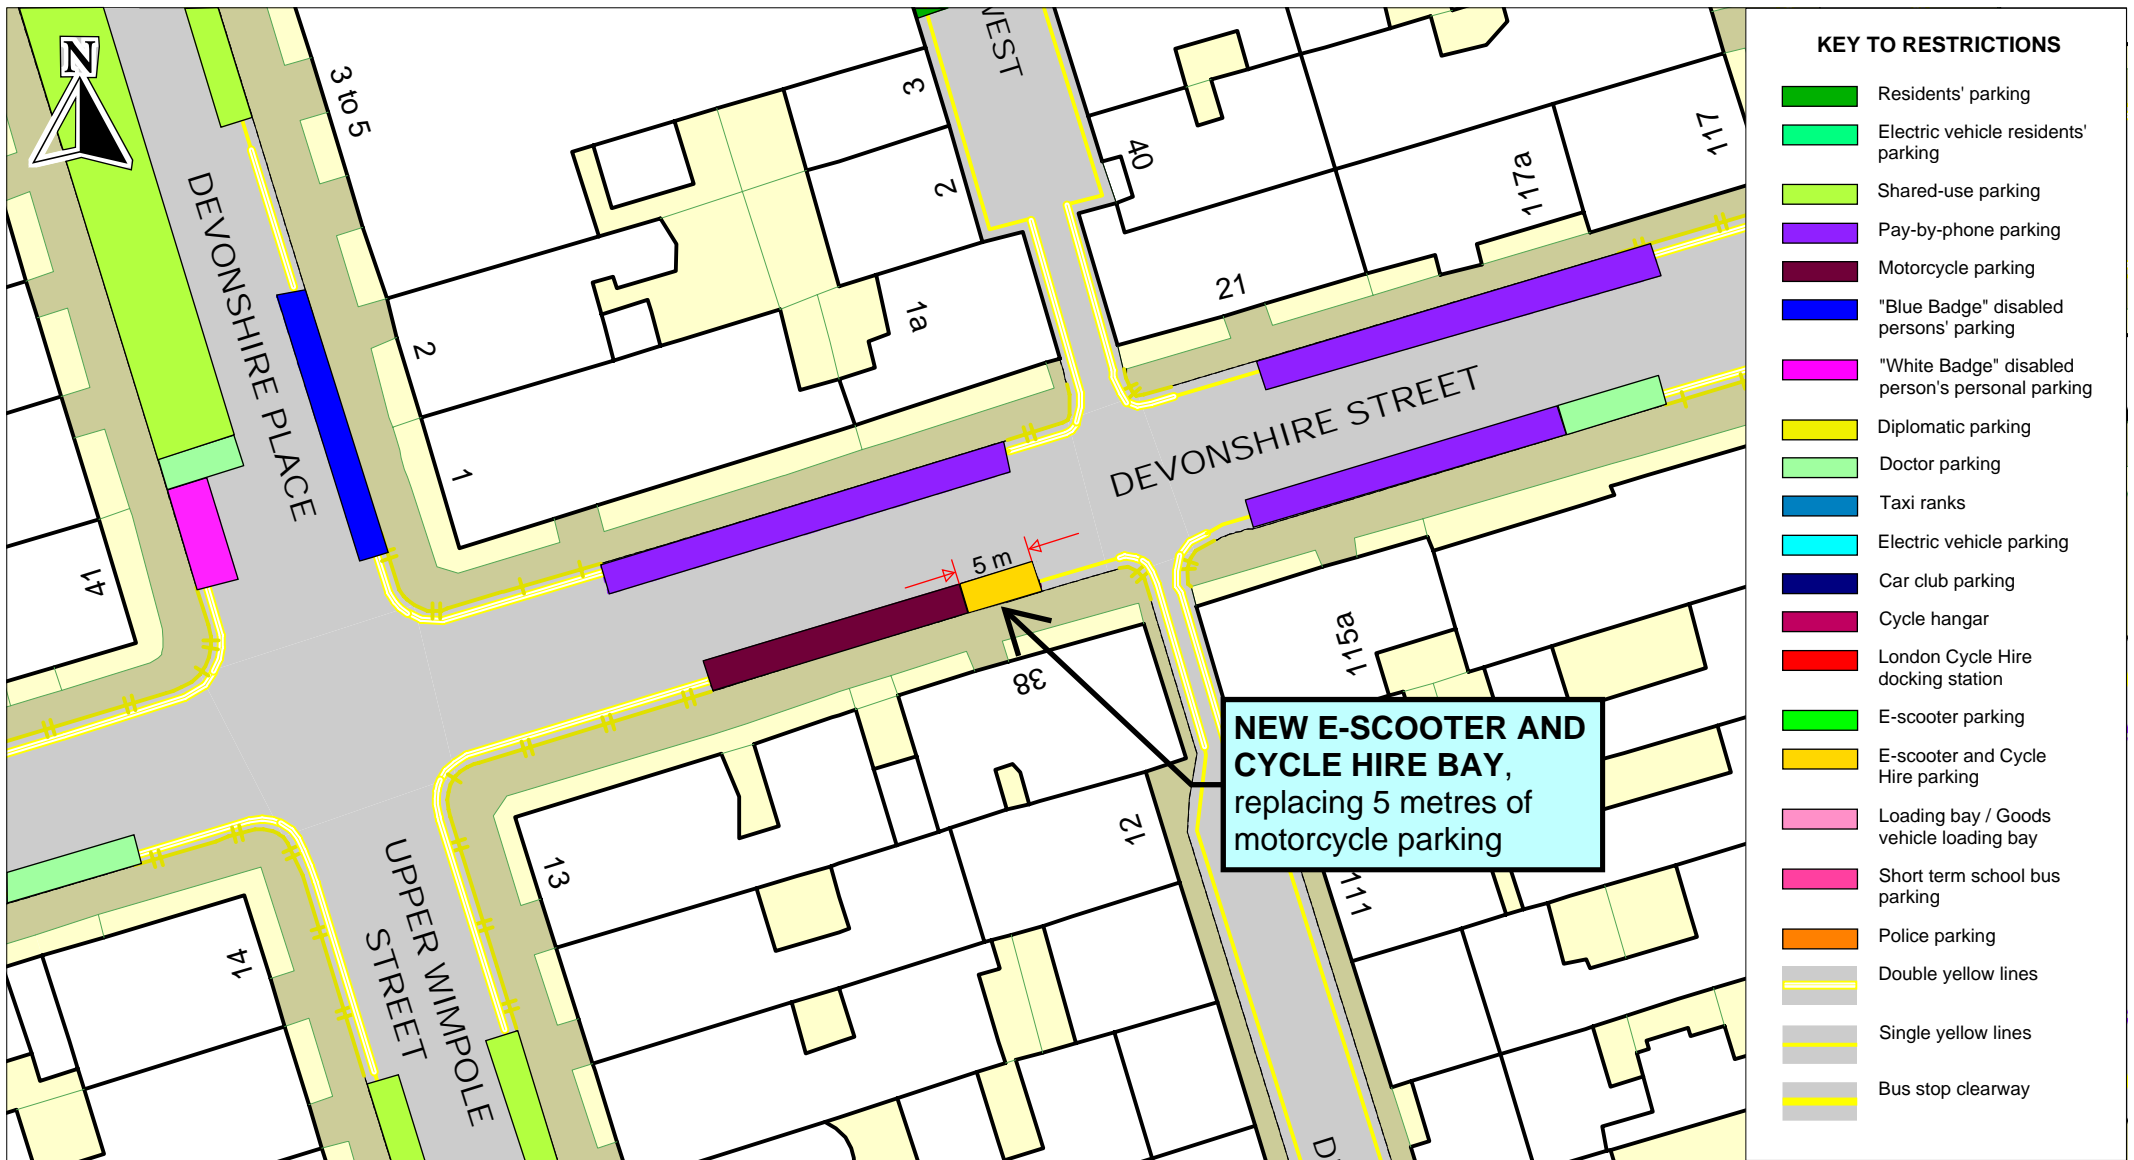 N
3 to 5
DEVONSHIRE PLACE
2
1
41
3
2
1a
40
21
117a
117
DEVONSHIRE STREET
5 m
38
115a
NEW E-SCOOTER AND
CYCLE HIRE BAY,
replacing 5 metres of
motorcycle parking
111
12
13
14
UPPER WIMPOLE
STREET
KEY TO RESTRICTIONS
Residents' parking
Electric vehicle residents'
parking
Shared-use parking
Pay-by-phone parking
Motorcycle parking
"Blue Badge" disabled
persons' parking
"White Badge" disabled
person's personal parking
Diplomatic parking
Doctor parking
Taxi ranks
Electric vehicle parking
Car club parking
Cycle hangar
London Cycle Hire
docking station
E-scooter parking
E-scooter and Cycle
Hire parking
Loading bay / Goods
vehicle loading bay
Short term school bus
parking
Police parking
Double yellow lines
Single yellow lines
Bus stop clearway